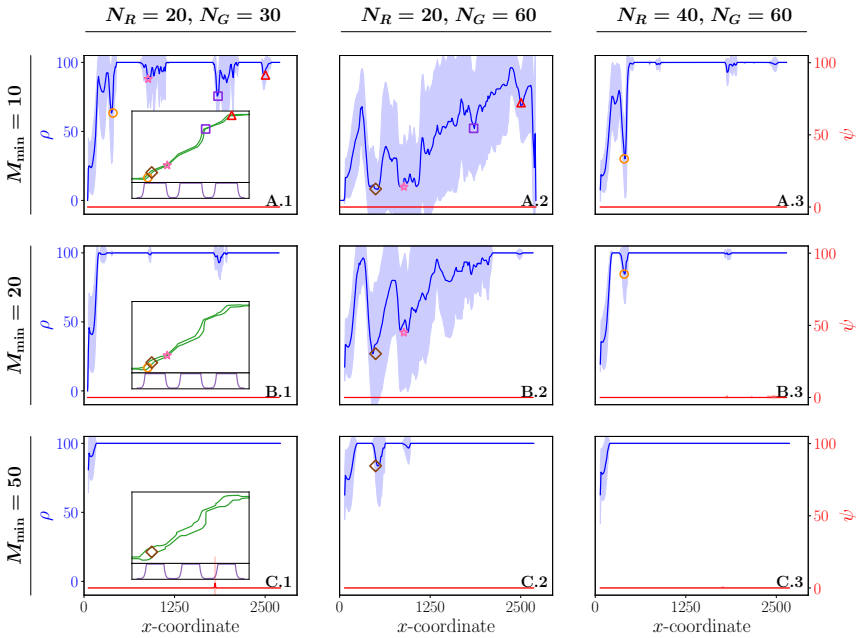 N_R = 20, N_G = 30
N_R = 20, N_G = 60
N_R = 40, N_G = 60
M_min = 10
ρ
100
50
0
A.1
A.2
A.3
100
50
0
ψ
M_min = 20
ρ
100
50
0
B.1
B.2
B.3
100
50
0
ψ
M_min = 50
ρ
100
50
0
C.1
C.2
C.3
100
50
0
ψ
0 1250 2500
0 1250 2500
0 1250 2500
x-coordinate
x-coordinate
x-coordinate